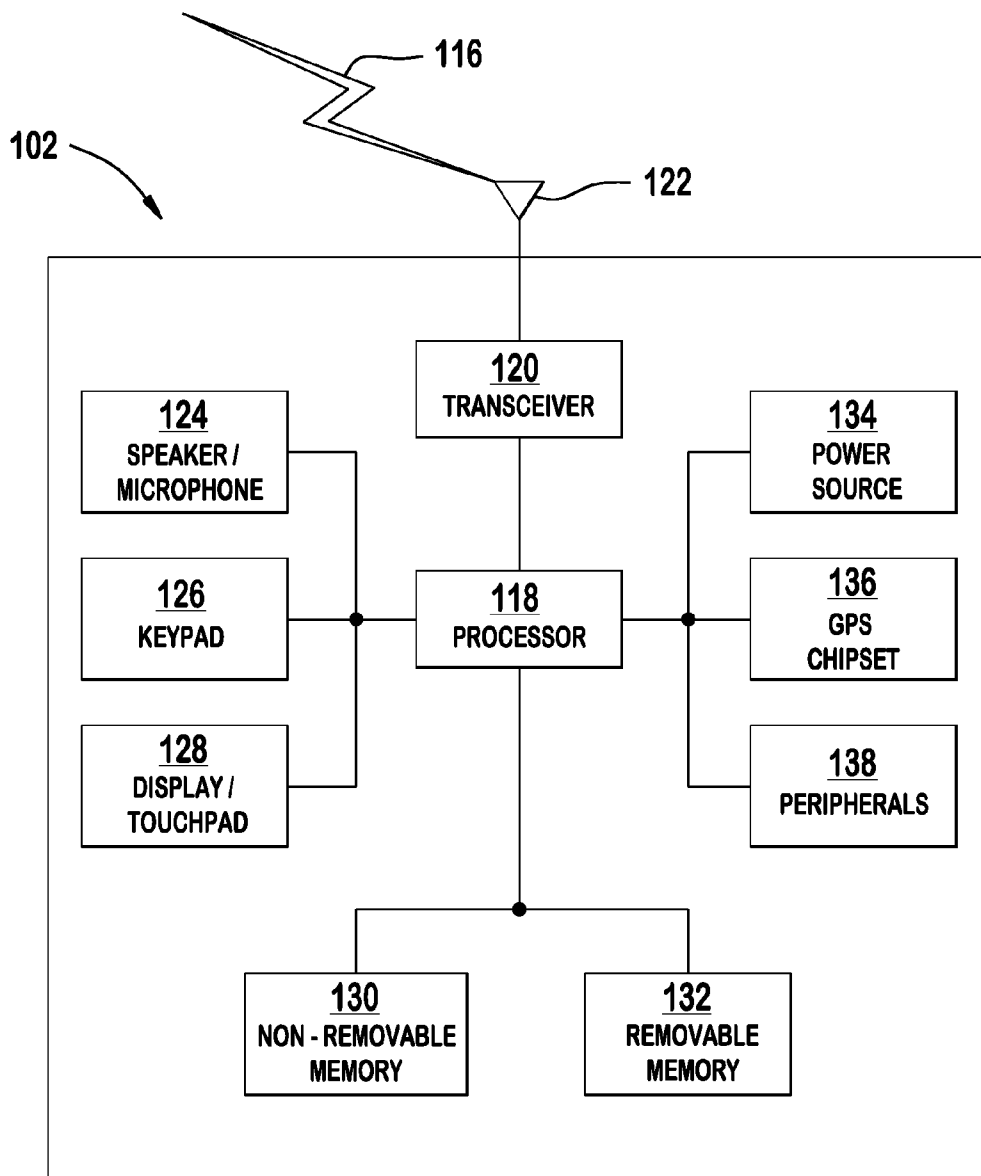 116
102
122
120
TRANSCEIVER
124
SPEAKER /
MICROPHONE
134
POWER
SOURCE
126
KEYPAD
118
PROCESSOR
136
GPS
CHIPSET
128
DISPLAY /
TOUCHPAD
138
PERIPHERALS
130
NON - REMOVABLE
MEMORY
132
REMOVABLE
MEMORY